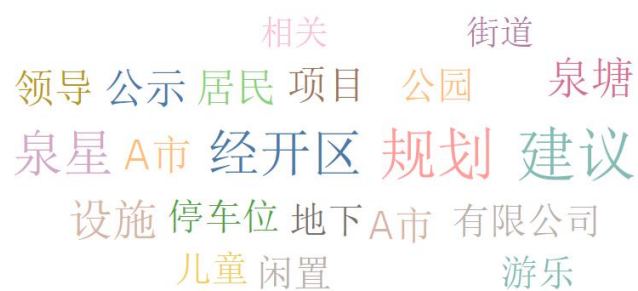 相关 街道
领导 公示 居民 项目 公园 泉塘
泉星 A市 经开区 规划 建议
设施 停车位 地下 A市 有限公司
儿童 闲置 游乐